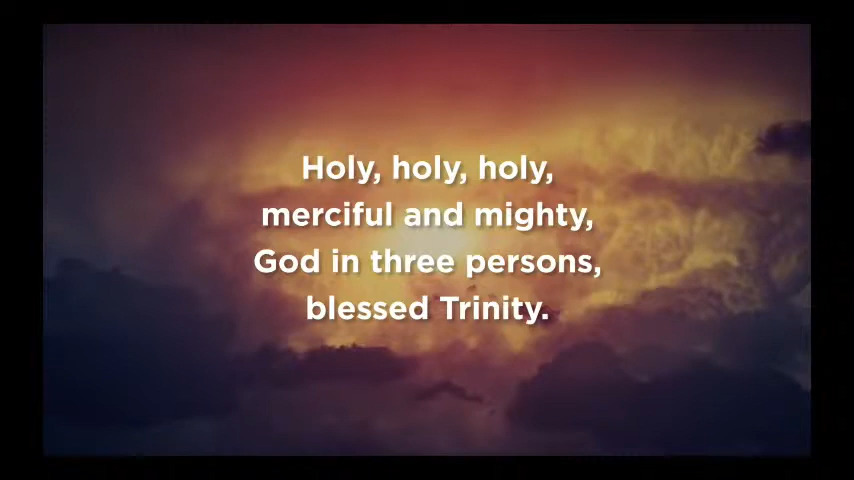 Holy, holy, holy,
merciful and mighty,
God in three persons,
blessed Trinity.